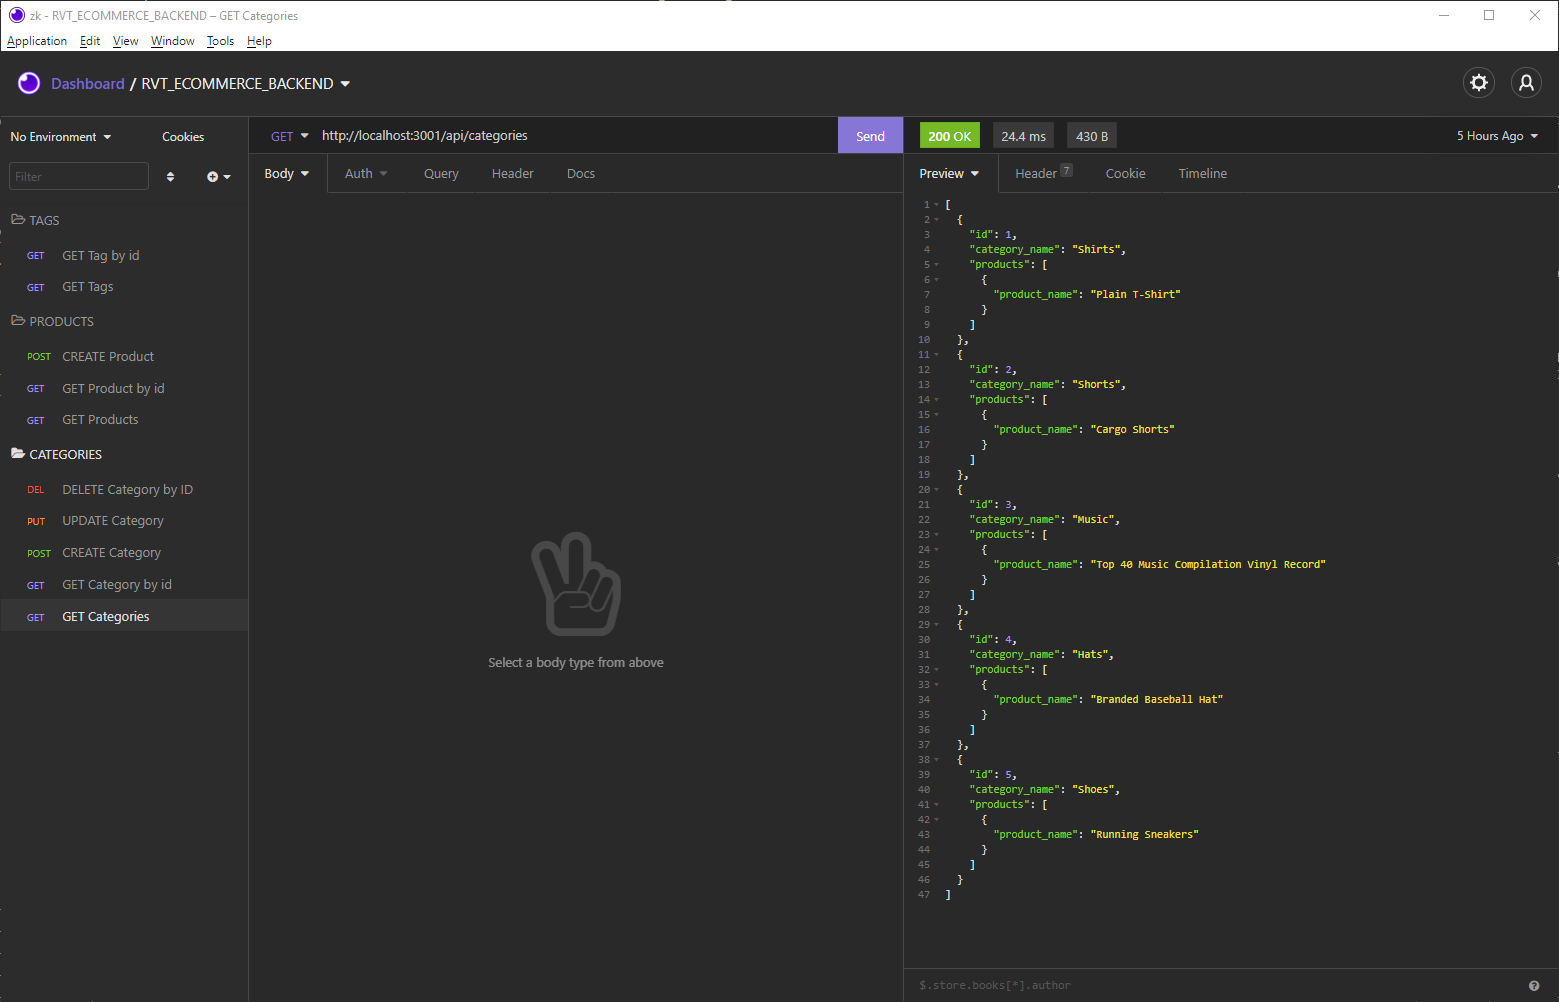 zk - RVT_ECOMMERCE_BACKEND – GET Categories
Application Edit View Window Tools Help
Dashboard / RVT_ECOMMERCE_BACKEND
No Environment Cookies
Filter
TAGS
GET GET Tag by id
GET GET Tags
PRODUCTS
POST CREATE Product
GET GET Product by id
GET GET Products
CATEGORIES
DEL DELETE Category by ID
PUT UPDATE Category
POST CREATE Category
GET GET Category by id
GET GET Categories
GET http://localhost:3001/api/categories Send
Body Auth Query Header Docs
Select a body type from above
200 OK 24.4 ms 430 B 5 Hours Ago
Preview Header 7 Cookie Timeline
1 [
2 {
3 "id": 1,
4 "category_name": "Shirts",
5 "products": [
6 {
7 "product_name": "Plain T-Shirt"
8 }
9 ]
10 },
11 {
12 "id": 2,
13 "category_name": "Shorts",
14 "products": [
15 {
16 "product_name": "Cargo Shorts"
17 }
18 ]
19 },
20 {
21 "id": 3,
22 "category_name": "Music",
23 "products": [
24 {
25 "product_name": "Top 40 Music Compilation Vinyl Record"
26 }
27 ]
28 },
29 {
30 "id": 4,
31 "category_name": "Hats",
32 "products": [
33 {
34 "product_name": "Branded Baseball Hat"
35 }
36 ]
37 },
38 {
39 "id": 5,
40 "category_name": "Shoes",
41 "products": [
42 {
43 "product_name": "Running Sneakers"
44 }
45 ]
46 }
47 ]
$.store.books[*].author